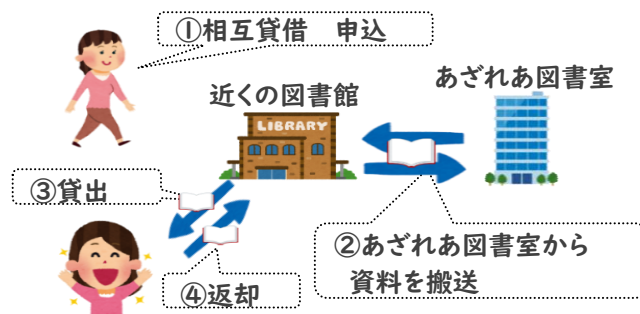 ①相互貸借　申込
あざれあ図書室
近くの図書館
LIBRARY
③貸出
②あざれあ図書室から
資料を搬送
④返却